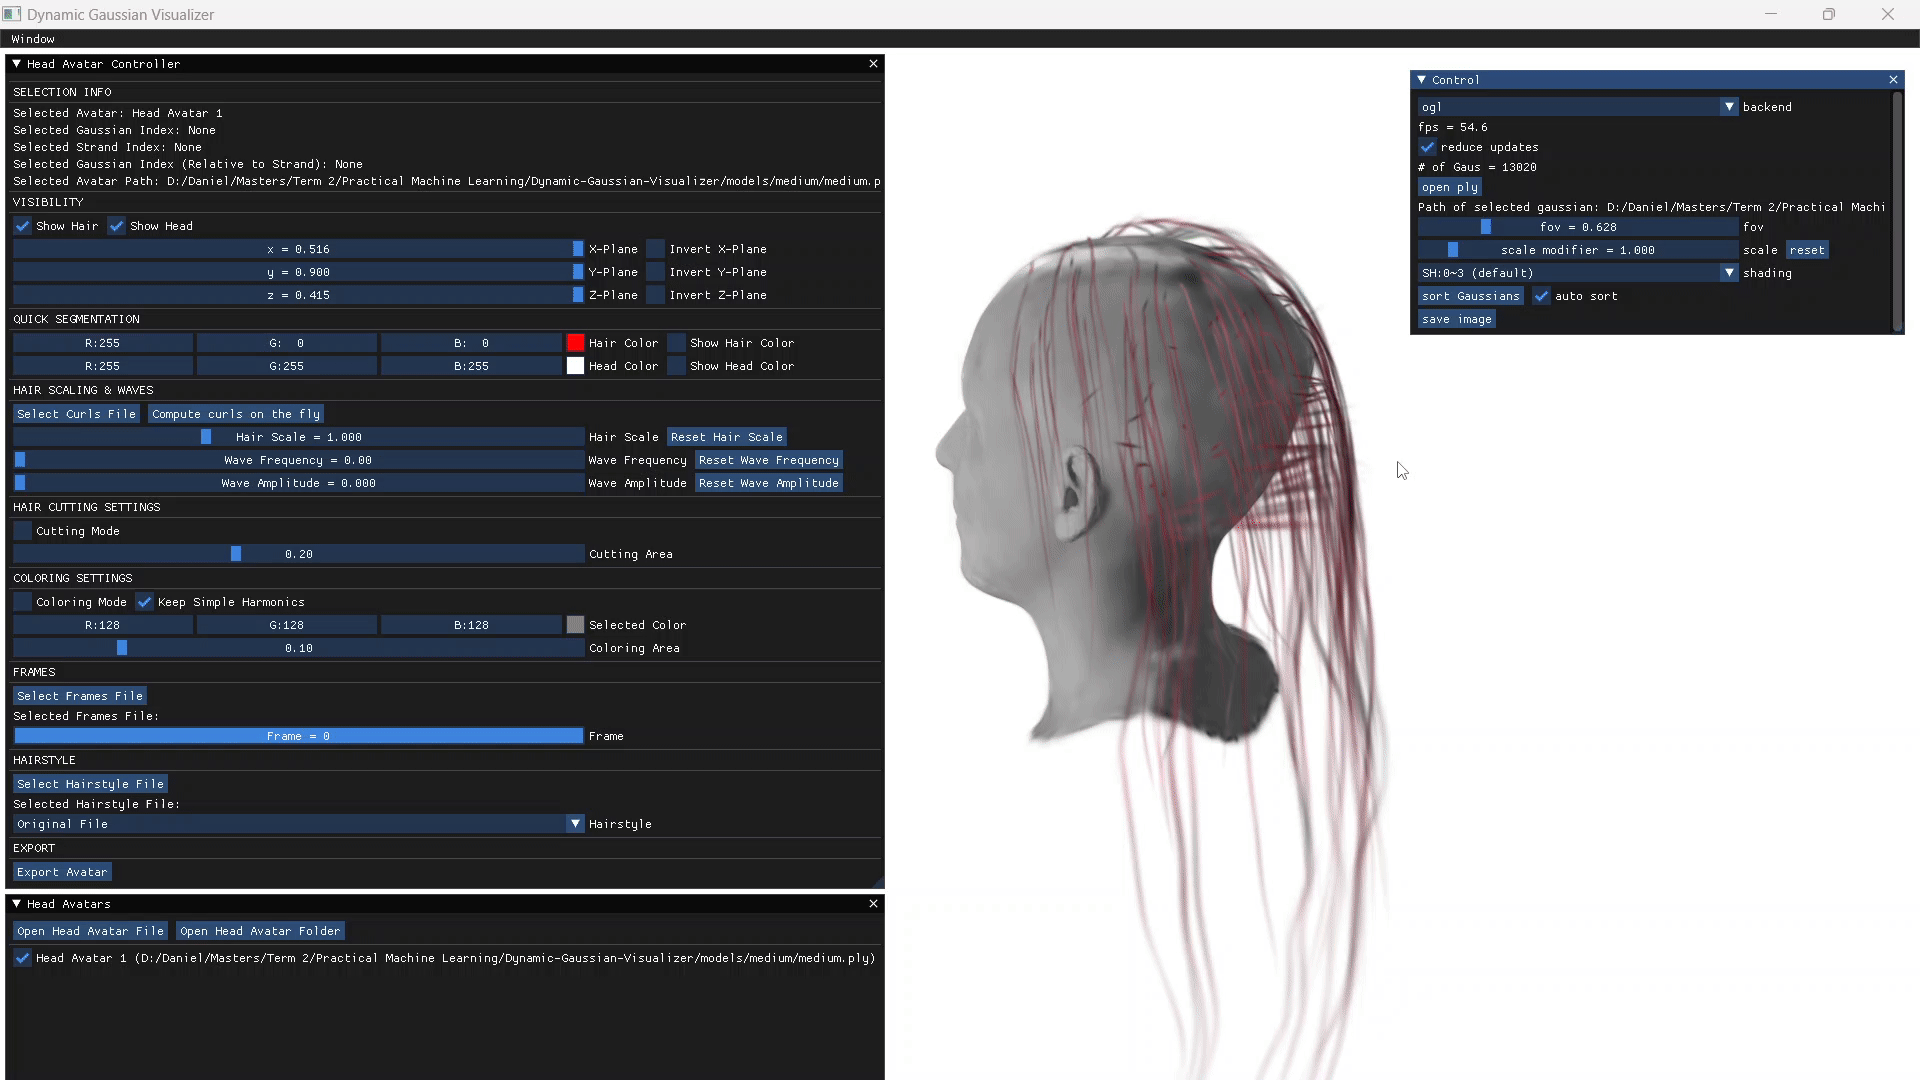 Dynamic Gaussian Visualizer
Window
Head Avatar Controller
SELECTION INFO
Selected Avatar: Head Avatar 1
Selected Gaussian Index: None
Selected Strand Index: None
Selected Gaussian Index (Relative to Strand): None
Selected Avatar Path: D:/Daniel/Masters/Term 2/Practical Machine Learning/Dynamic-Gaussian-Visualizer/models/medium/medium.p
VISIBILITY
Show Hair Show Head
x = 0.516 X-Plane Invert X-Plane
y = 0.900 Y-Plane Invert Y-Plane
z = 0.415 Z-Plane Invert Z-Plane
QUICK SEGMENTATION
R:255 G: 0 B: 0 Hair Color Show Hair Color
R:255 G:255 B:255 Head Color Show Head Color
HAIR SCALING & WAVES
Select Curls File Compute curls on the fly
Hair Scale = 1.000 Hair Scale Reset Hair Scale
Wave Frequency = 0.00 Wave Frequency Reset Wave Frequency
Wave Amplitude = 0.000 Wave Amplitude Reset Wave Amplitude
HAIR CUTTING SETTINGS
Cutting Mode
0.20 Cutting Area
COLORING SETTINGS
Coloring Mode Keep Simple Harmonics
R:128 G:128 B:128 Selected Color
0.10 Coloring Area
FRAMES
Select Frames File
Selected Frames File:
Frame = 0 Frame
HAIRSTYLE
Select Hairstyle File
Selected Hairstyle File:
Original File Hairstyle
EXPORT
Export Avatar
Head Avatars
Open Head Avatar File Open Head Avatar Folder
Head Avatar 1 (D:/Daniel/Masters/Term 2/Practical Machine Learning/Dynamic-Gaussian-Visualizer/models/medium/medium.ply)
Control
ogl backend
fps = 54.6
reduce updates
# of Gaus = 13020
open ply
Path of selected gaussian: D:/Daniel/Masters/Term 2/Practical Machi
fov = 0.628 fov
scale modifier = 1.000 scale reset
SH:0~3 (default) shading
sort Gaussians auto sort
save image